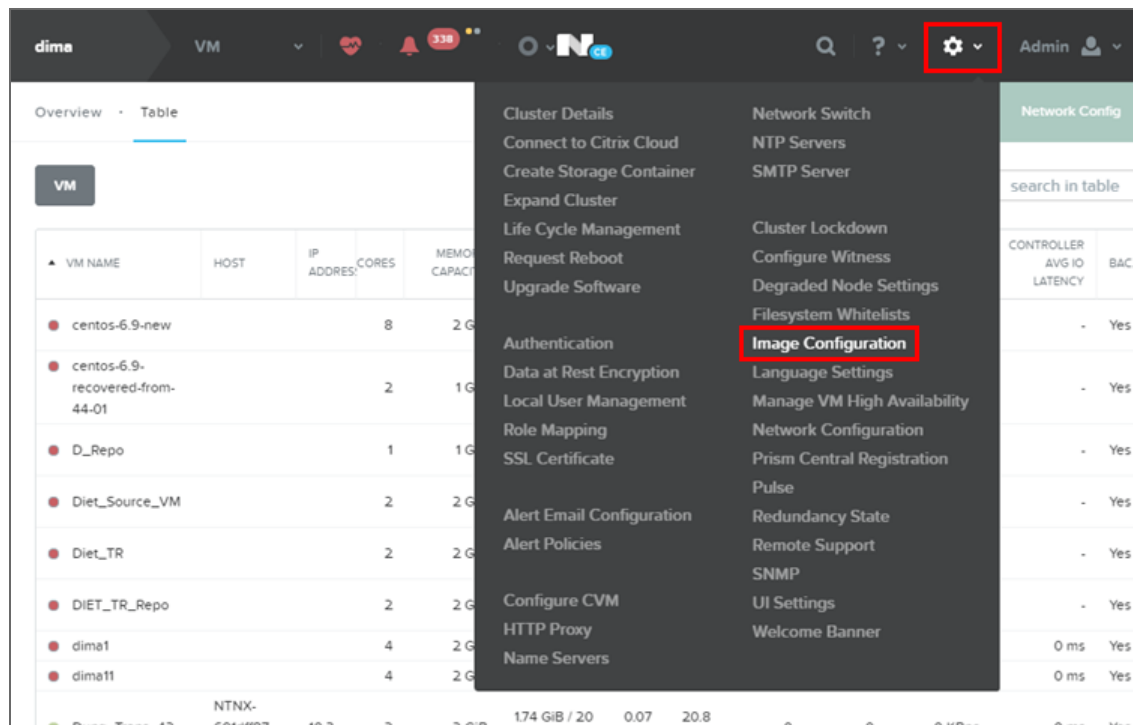 dima
VM
338
N CE
?
Admin
Overview · Table
Network Config
VM
search in table
VM NAME
HOST
IP
ADDRES
CORES
MEMO
CAPACIT
CONTROLLER
AVG IO
LATENCY
BAC
centos-6.9-new 8 2 G - Yes
centos-6.9-
recovered-from-
44-01
2 1 G - Yes
D_Repo 1 1 G - Yes
Diet_Source_VM 2 2 G - Yes
Diet_TR 2 2 G - Yes
DIET_TR_Repo 2 2 G - Yes
dima1 4 2 G 0 ms Yes
dima11 4 2 G 0 ms Yes
NTNX-
1.74 GiB / 20 0.07 20.8
Cluster Details
Connect to Citrix Cloud
Create Storage Container
Expand Cluster
Life Cycle Management
Request Reboot
Upgrade Software
Authentication
Data at Rest Encryption
Local User Management
Role Mapping
SSL Certificate
Alert Email Configuration
Alert Policies
Configure CVM
HTTP Proxy
Name Servers
Network Switch
NTP Servers
SMTP Server
Cluster Lockdown
Configure Witness
Degraded Node Settings
Filesystem Whitelists
Image Configuration
Language Settings
Manage VM High Availability
Network Configuration
Prism Central Registration
Pulse
Redundancy State
Remote Support
SNMP
UI Settings
Welcome Banner